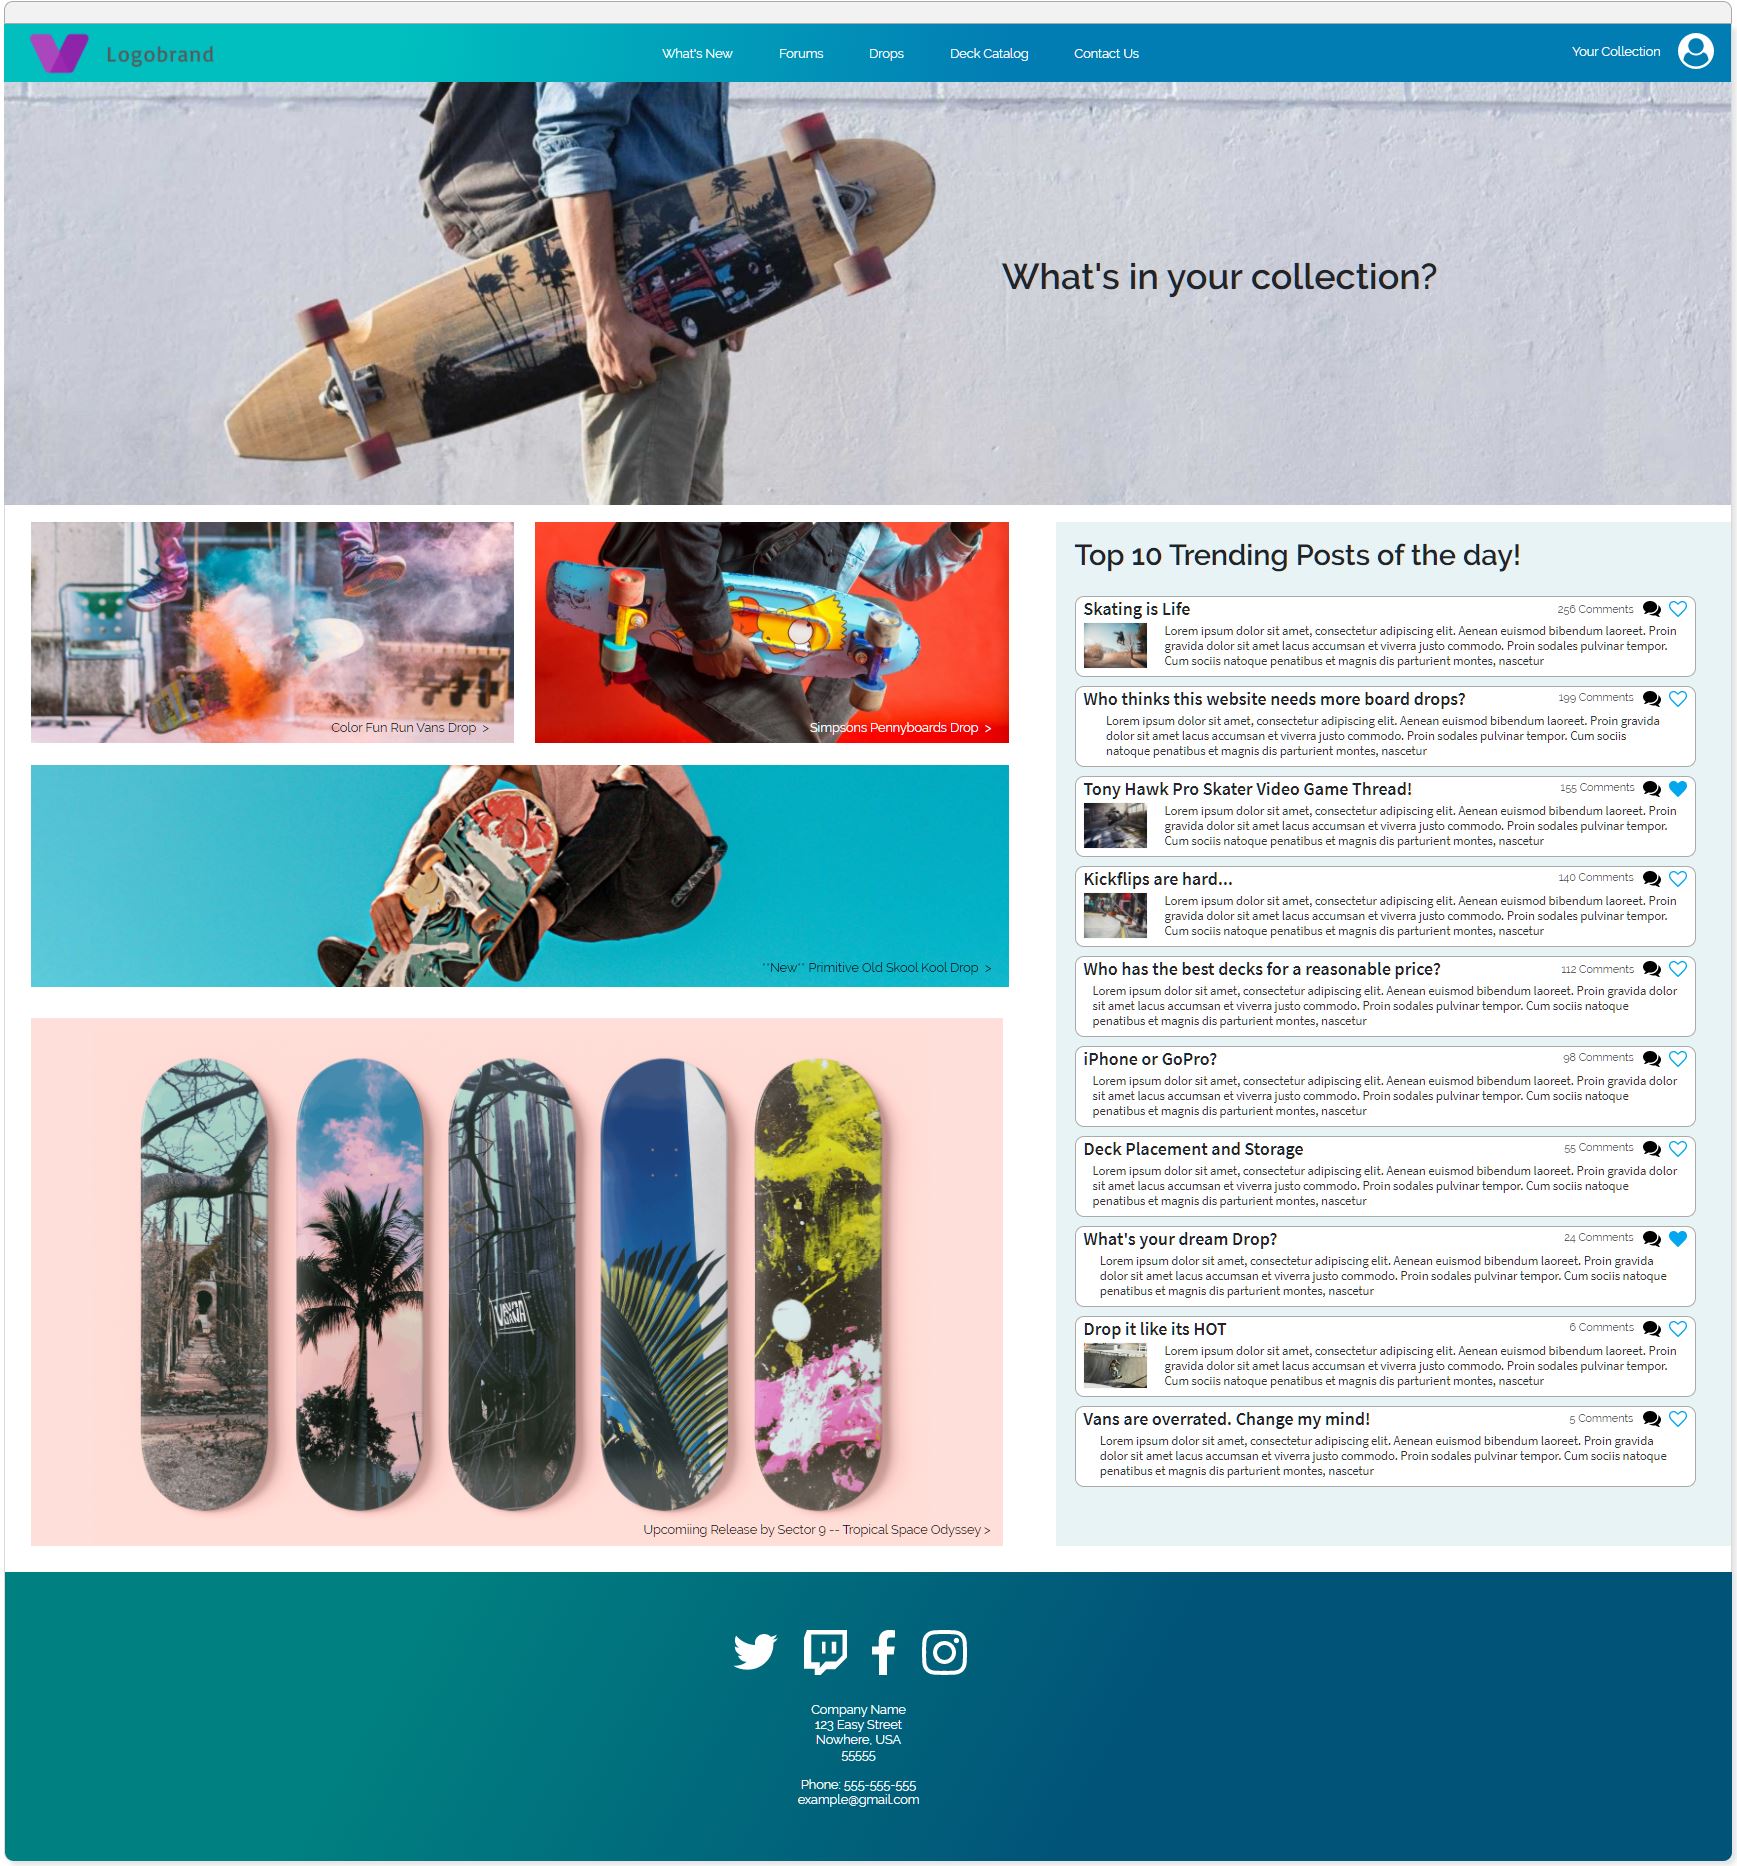 Logobrand
What's New
Forums
Drops
Deck Catalog
Contact Us
Your Collection
What's in your collection?
Color Fun Run Vans Drop >
Simpsons Pennyboards Drop >
**New** Primitive Old Skool Kool Drop >
Upcomiing Release by Sector 9 -- Tropical Space Odyssey >
Top 10 Trending Posts of the day!
Skating is Life
256 Comments
Lorem ipsum dolor sit amet, consectetur adipiscing elit. Aenean euismod bibendum laoreet. Proin
gravida dolor sit amet lacus accumsan et viverra justo commodo. Proin sodales pulvinar tempor.
Cum sociis natoque penatibus et magnis dis parturient montes, nascetur
Who thinks this website needs more board drops?
199 Comments
Lorem ipsum dolor sit amet, consectetur adipiscing elit. Aenean euismod bibendum laoreet. Proin gravida
dolor sit amet lacus accumsan et viverra justo commodo. Proin sodales pulvinar tempor. Cum sociis
natoque penatibus et magnis dis parturient montes, nascetur
Tony Hawk Pro Skater Video Game Thread!
155 Comments
Lorem ipsum dolor sit amet, consectetur adipiscing elit. Aenean euismod bibendum laoreet. Proin
gravida dolor sit amet lacus accumsan et viverra justo commodo. Proin sodales pulvinar tempor.
Cum sociis natoque penatibus et magnis dis parturient montes, nascetur
Kickflips are hard...
140 Comments
Lorem ipsum dolor sit amet, consectetur adipiscing elit. Aenean euismod bibendum laoreet. Proin
gravida dolor sit amet lacus accumsan et viverra justo commodo. Proin sodales pulvinar tempor.
Cum sociis natoque penatibus et magnis dis parturient montes, nascetur
Who has the best decks for a reasonable price?
112 Comments
Lorem ipsum dolor sit amet, consectetur adipiscing elit. Aenean euismod bibendum laoreet. Proin gravida dolor
sit amet lacus accumsan et viverra justo commodo. Proin sodales pulvinar tempor. Cum sociis natoque
penatibus et magnis dis parturient montes, nascetur
iPhone or GoPro?
98 Comments
Lorem ipsum dolor sit amet, consectetur adipiscing elit. Aenean euismod bibendum laoreet. Proin gravida dolor
sit amet lacus accumsan et viverra justo commodo. Proin sodales pulvinar tempor. Cum sociis natoque
penatibus et magnis dis parturient montes, nascetur
Deck Placement and Storage
55 Comments
Lorem ipsum dolor sit amet, consectetur adipiscing elit. Aenean euismod bibendum laoreet. Proin gravida dolor
sit amet lacus accumsan et viverra justo commodo. Proin sodales pulvinar tempor. Cum sociis natoque
penatibus et magnis dis parturient montes, nascetur
What's your dream Drop?
24 Comments
Lorem ipsum dolor sit amet, consectetur adipiscing elit. Aenean euismod bibendum laoreet. Proin gravida
dolor sit amet lacus accumsan et viverra justo commodo. Proin sodales pulvinar tempor. Cum sociis natoque
penatibus et magnis dis parturient montes, nascetur
Drop it like its HOT
6 Comments
Lorem ipsum dolor sit amet, consectetur adipiscing elit. Aenean euismod bibendum laoreet. Proin
gravida dolor sit amet lacus accumsan et viverra justo commodo. Proin sodales pulvinar tempor.
Cum sociis natoque penatibus et magnis dis parturient montes, nascetur
Vans are overrated. Change my mind!
5 Comments
Lorem ipsum dolor sit amet, consectetur adipiscing elit. Aenean euismod bibendum laoreet. Proin gravida
dolor sit amet lacus accumsan et viverra justo commodo. Proin sodales pulvinar tempor. Cum sociis natoque
penatibus et magnis dis parturient montes, nascetur
Company Name
123 Easy Street
Nowhere, USA
55555
Phone: 555-555-555
example@gmail.com